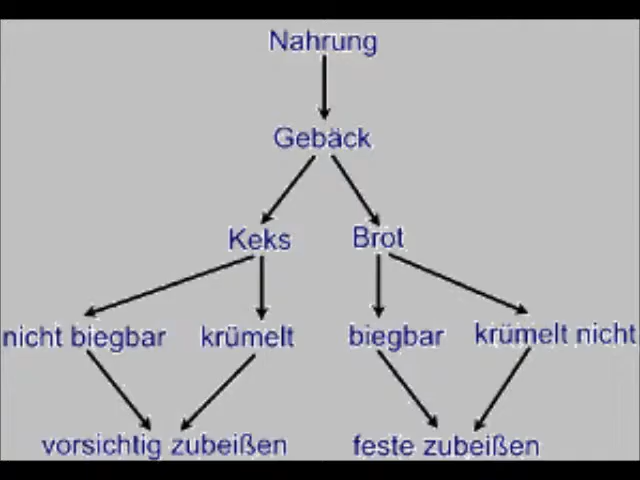 Nahrung
Gebäck
Keks Brot
nicht biegbar krümelt biegbar krümelt nicht
vorsichtig zubeißen feste zubeißen